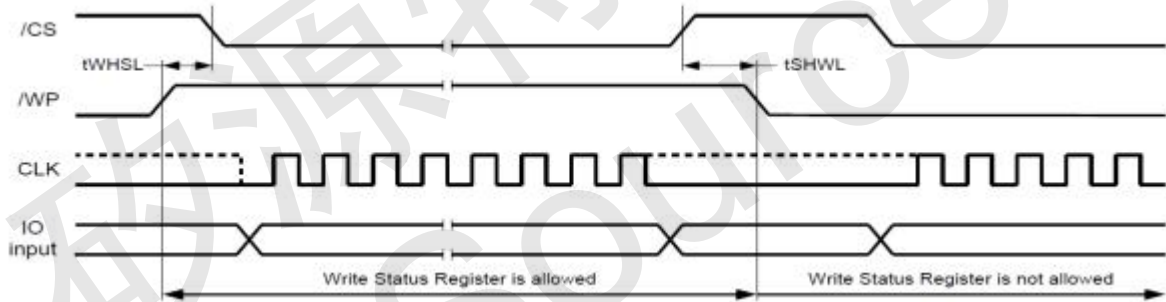 /CS
tWHSL
tSHWL
/WP
CLK
IO
input
Write Status Register is allowed
Write Status Register is not allowed